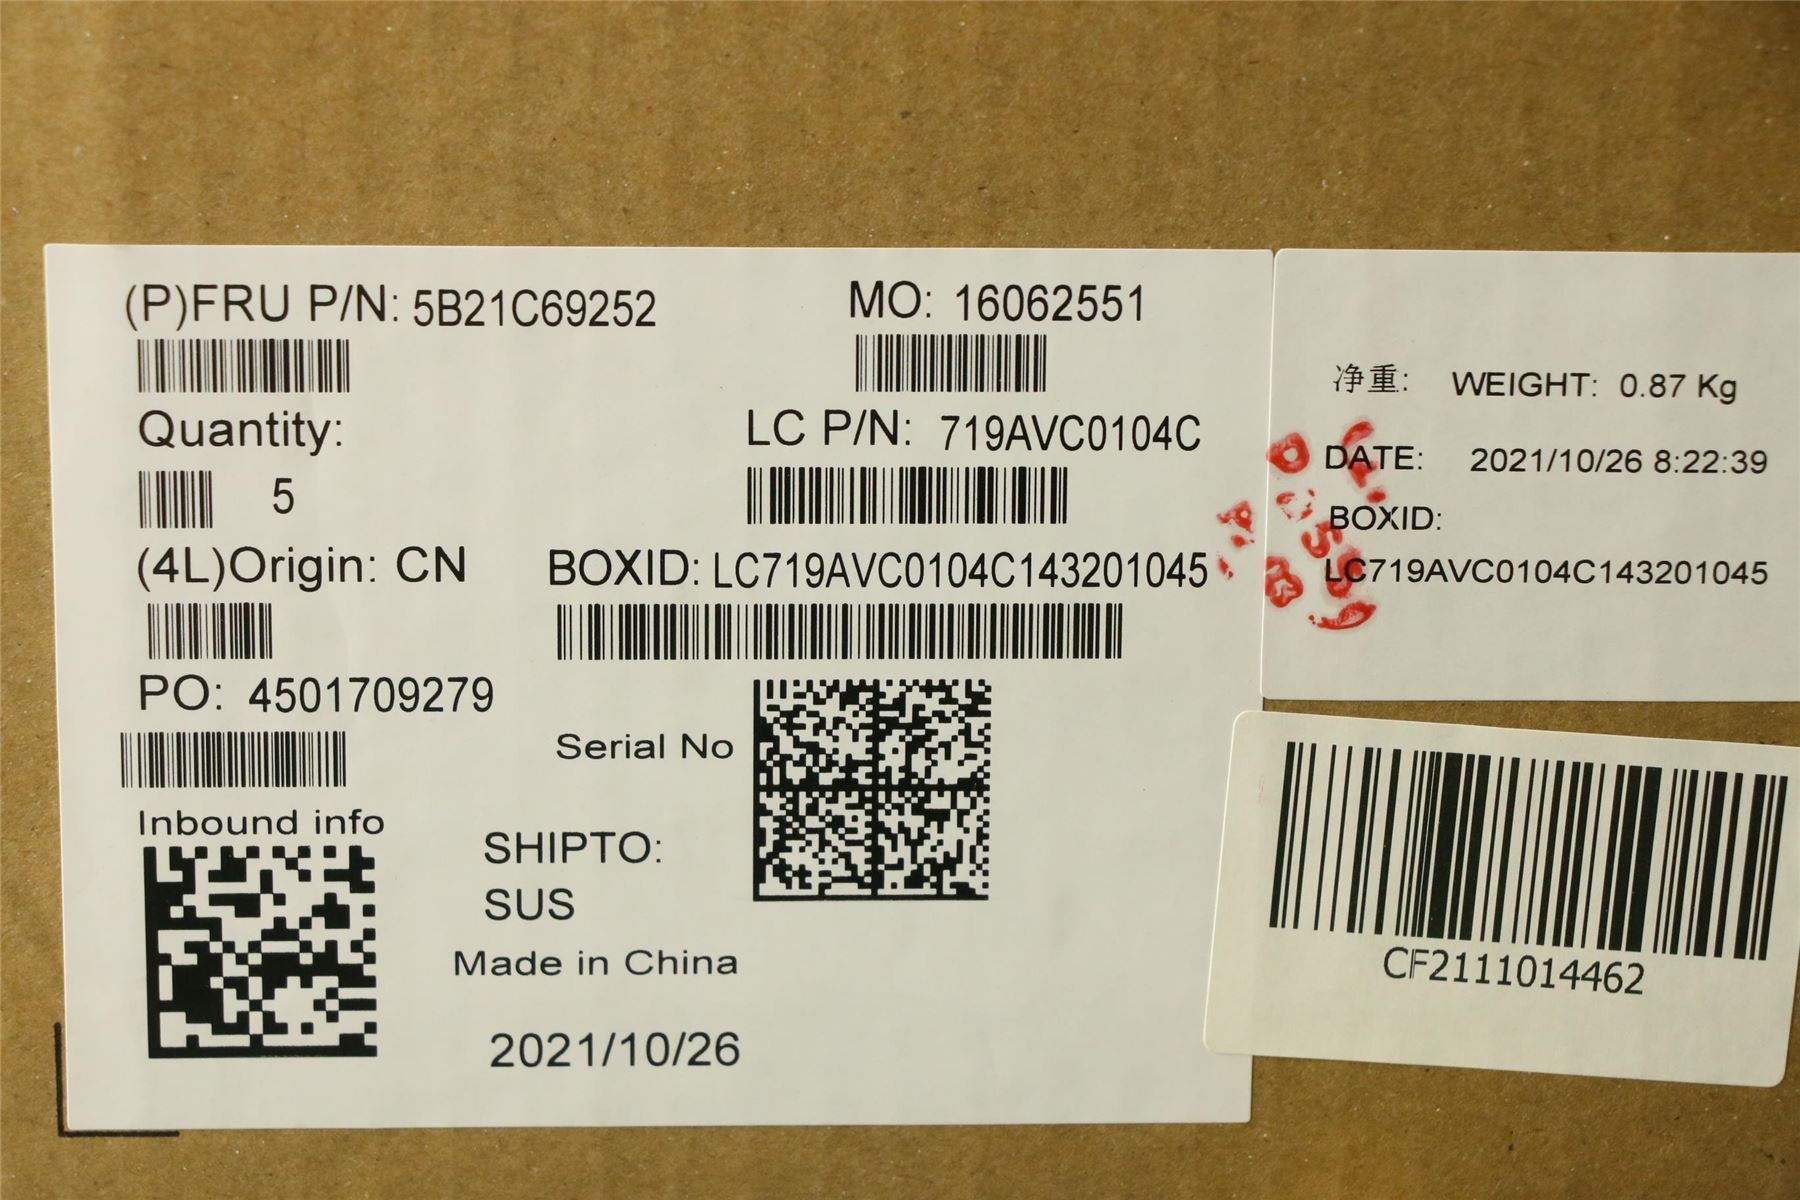 (P)FRU P/N: 5B21C69252
MO: 16062551
Quantity:
5
LC P/N: 719AVC0104C
(4L)Origin: CN
BOXID: LC719AVC0104C143201045
PO: 4501709279
Serial No
Inbound info
SHIPTO:
SUS
Made in China
2021/10/26
净重: WEIGHT: 0.87 Kg
DATE: 2021/10/26 8:22:39
BOXID:
LC719AVC0104C143201045
CF2111014462